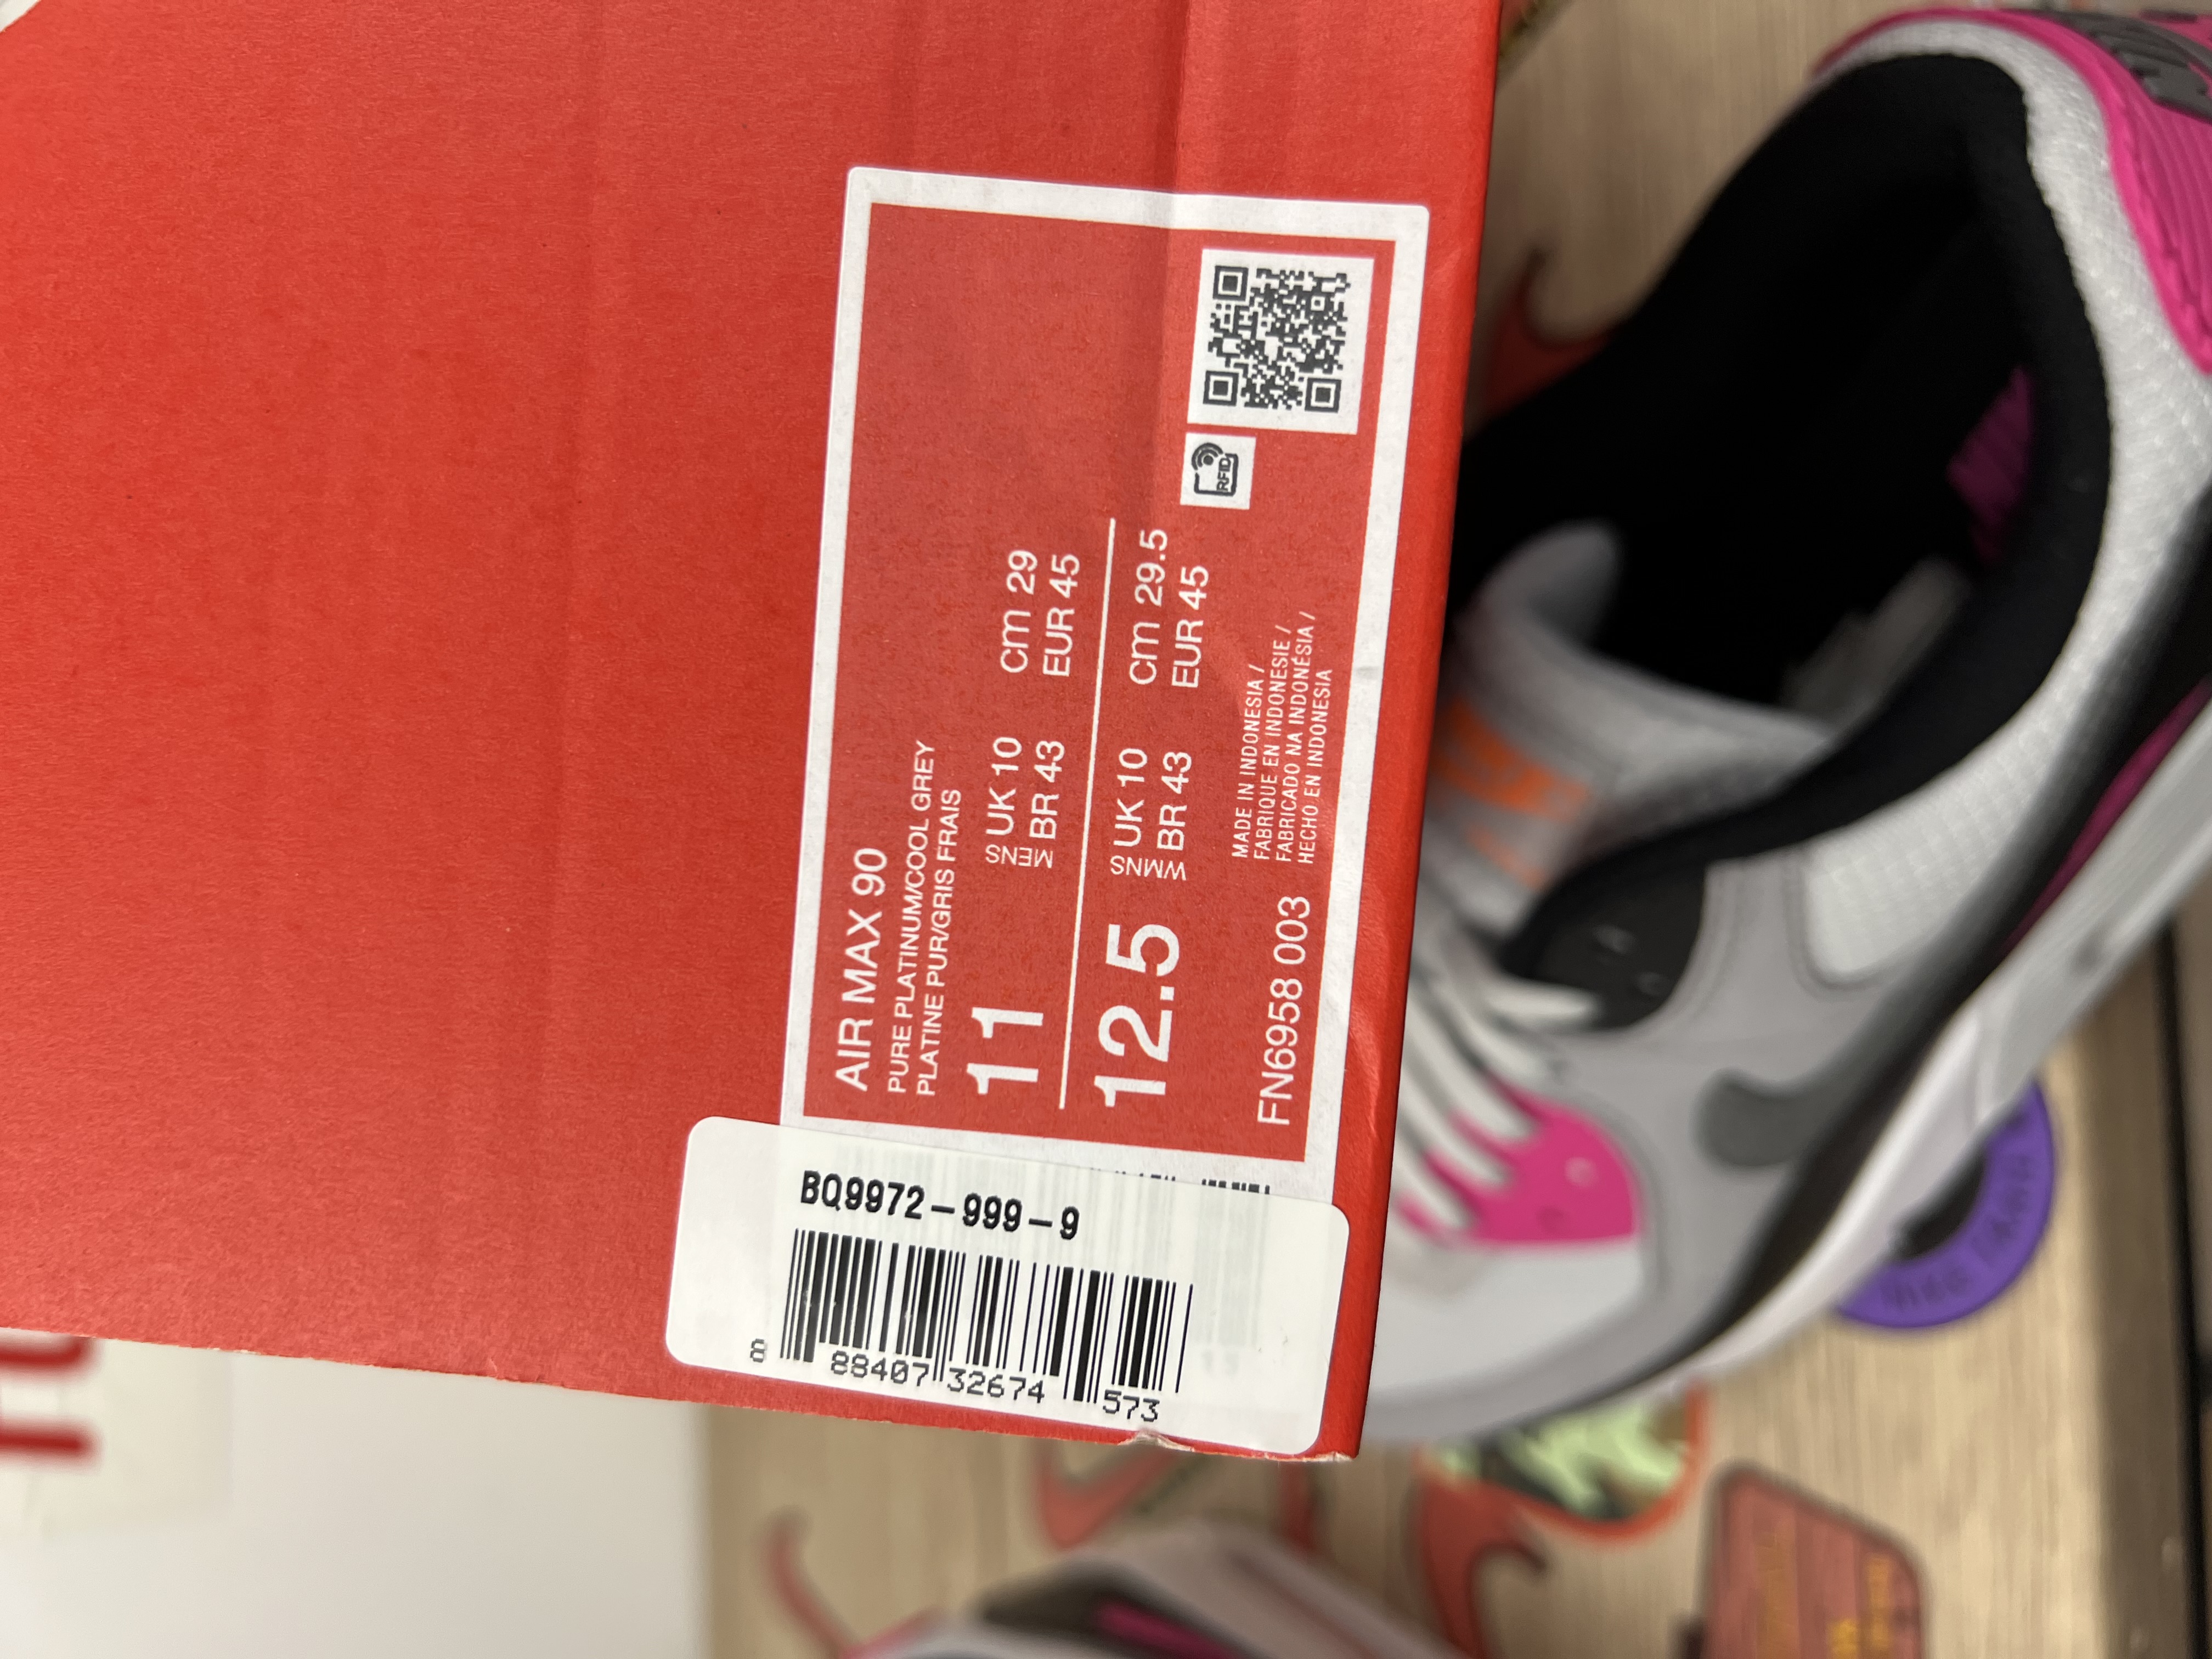 BQ9972-999-9
8 88407 32674 573
AIR MAX 90
PURE PLATINUM/COOL GREY
PLATINE PUR/GRIS FRAIS
11
MENS
UK 10
cm 29
BR 43
EUR 45
12.5
WMNS
UK 10
cm 29.5
BR 43
EUR 45
RFID
FN6958 003
MADE IN INDONESIA /
FABRIQUE EN INDONESIE /
FABRICADO NA INDONÉSIA /
HECHO EN INDONESIA